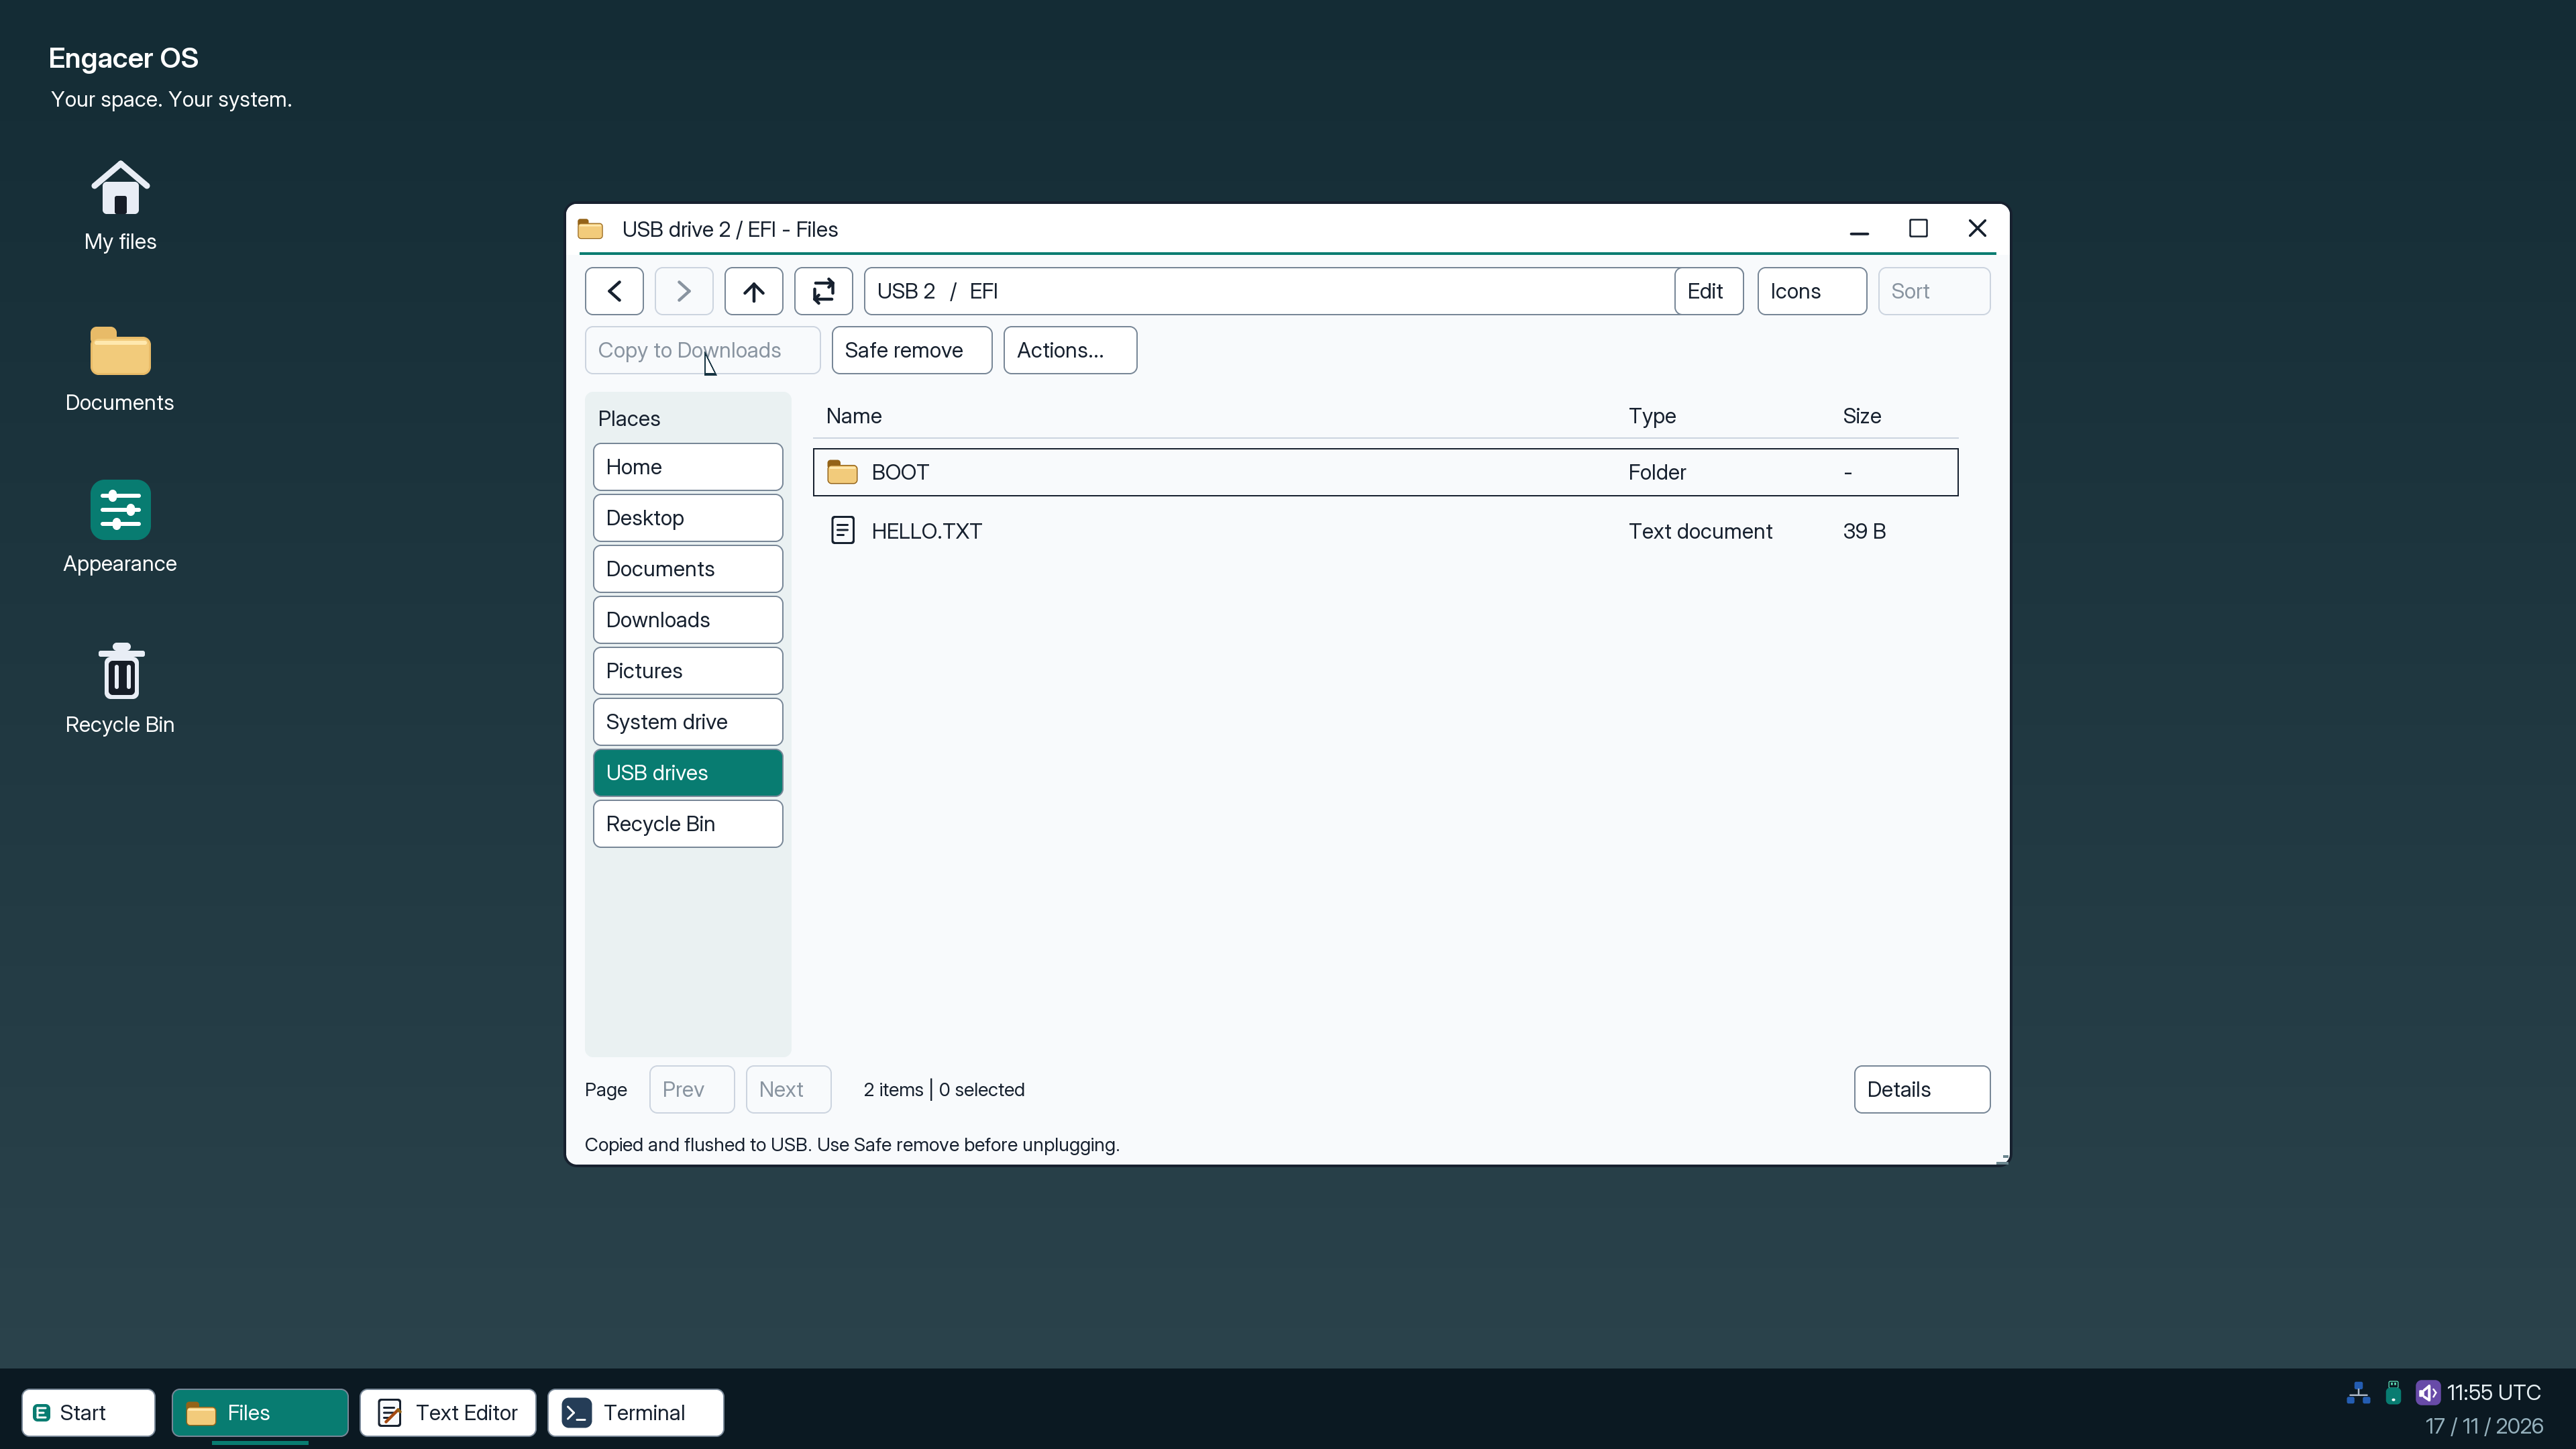 Engacer OS
Your space. Your system.
My files
Documents
Appearance
Recycle Bin
USB drive 2 / EFI - Files
USB 2 / EFI
Edit
Icons
Sort
Copy to Downloads
Safe remove
Actions...
Places
Home
Desktop
Documents
Downloads
Pictures
System drive
USB drives
Recycle Bin
Name Type Size
BOOT Folder -
HELLO.TXT Text document 39 B
Page
Prev
Next
2 items | 0 selected
Details
Copied and flushed to USB. Use Safe remove before unplugging.
E Start
Files
Text Editor
Terminal
11:55 UTC
17 / 11 / 2026